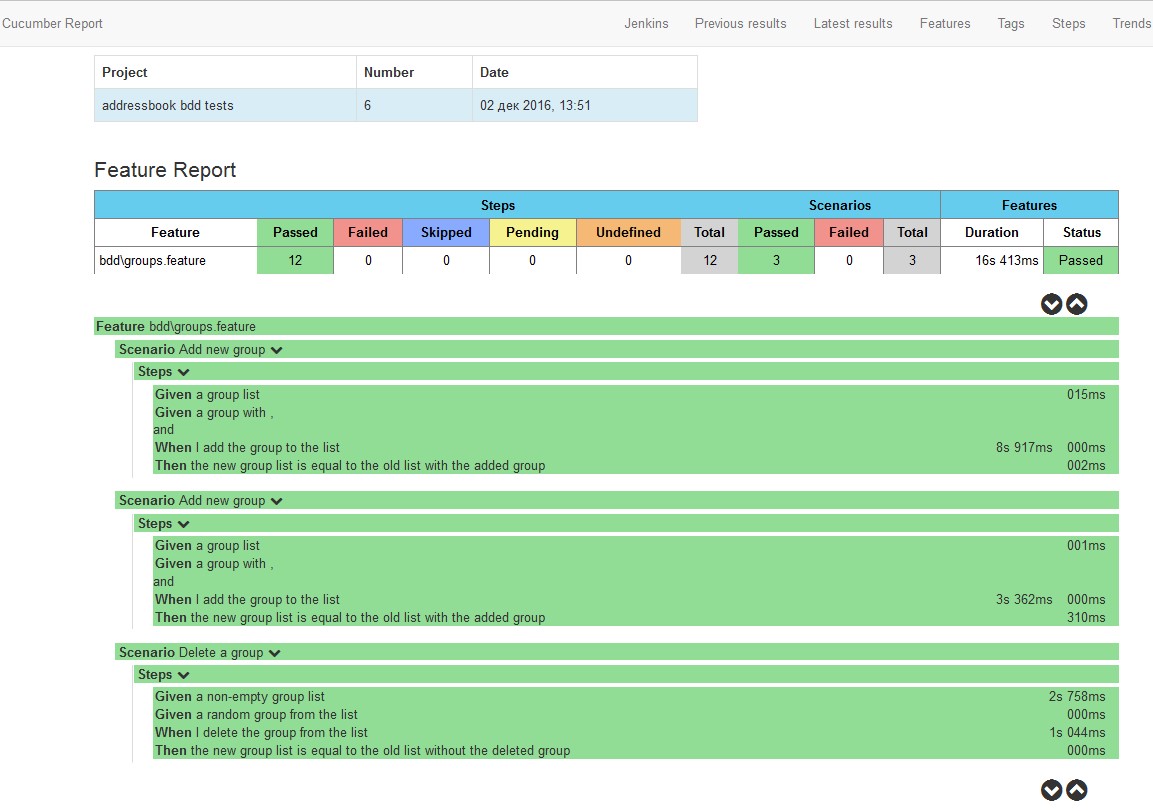 Cucumber Report Jenkins Previous results Latest results Features Tags Steps Trends
Project Number Date
addressbook bdd tests 6 02 дек 2016, 13:51
Feature Report
Steps Scenarios Features
Feature Passed Failed Skipped Pending Undefined Total Passed Failed Total Duration Status
bdd\groups.feature 12 0 0 0 0 12 3 0 3 16s 413ms Passed
Feature bdd\groups.feature
Scenario Add new group
Steps
Given a group list 015ms
Given a group with ,
and
When I add the group to the list 8s 917ms 000ms
Then the new group list is equal to the old list with the added group 002ms
Scenario Add new group
Steps
Given a group list 001ms
Given a group with ,
and
When I add the group to the list 3s 362ms 000ms
Then the new group list is equal to the old list with the added group 310ms
Scenario Delete a group
Steps
Given a non-empty group list 2s 758ms
Given a random group from the list 000ms
When I delete the group from the list 1s 044ms
Then the new group list is equal to the old list without the deleted group 000ms